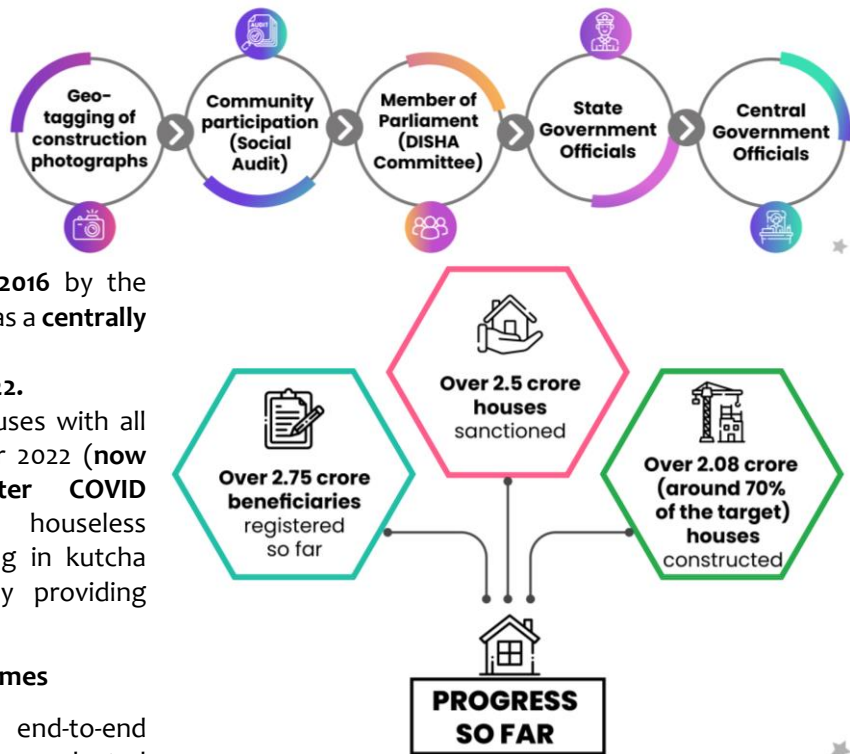 Geo-
tagging of
construction
photographs
Community
participation
(Social
Audit)
Member of
Parliament
(DISHA
Committee)
State
Government
Officials
Central
Government
Officials
2016 by the
as a centrally
22.
uses with all
r 2022 (now
ter COVID
houseless
g in kutcha
y providing
mes
end-to-end
Over 2.5 crore
houses
sanctioned
Over 2.75 crore
beneficiaries
registered
so far
Over 2.08 crore
(around 70%
of the target)
houses
constructed
PROGRESS
SO FAR